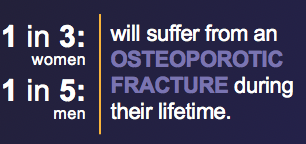 1 in 3:
women
1 in 5:
men
will suffer from an
OSTEOPOROTIC
FRACTURE during
their lifetime.